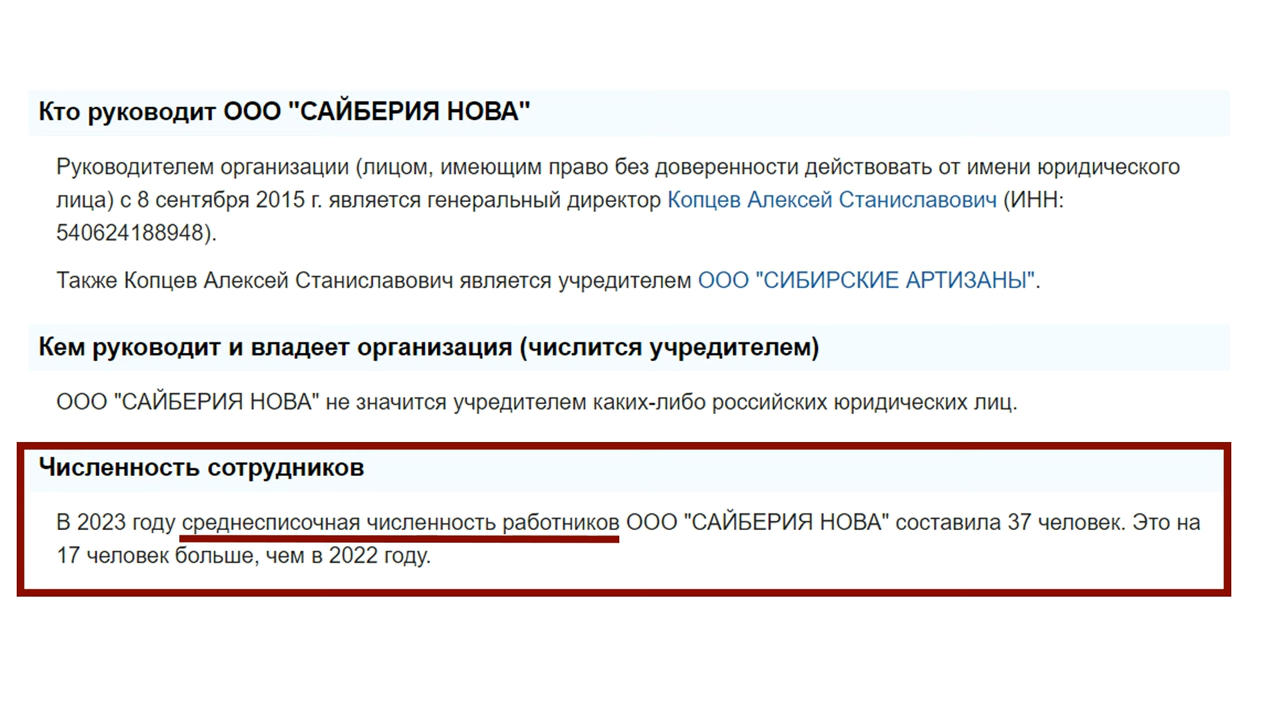 Кто руководит ООО "САЙБЕРИЯ НОВА"
Руководителем организации (лицом, имеющим право без доверенности действовать от имени юридического
лица) с 8 сентября 2015 г. является генеральный директор Копцев Алексей Станиславович (ИНН:
540624188948).
Также Копцев Алексей Станиславович является учредителем ООО "СИБИРСКИЕ АРТИЗАНЫ".
Кем руководит и владеет организация (числится учредителем)
ООО "САЙБЕРИЯ НОВА" не значится учредителем каких-либо российских юридических лиц.
Численность сотрудников
В 2023 году среднесписочная численность работников ООО "САЙБЕРИЯ НОВА" составила 37 человек. Это на
17 человек больше, чем в 2022 году.